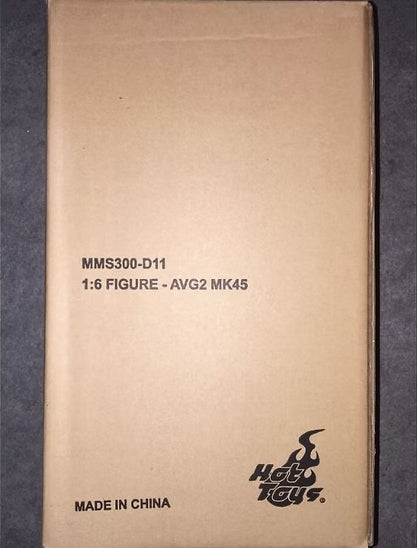 MMS300-D11
1:6 FIGURE - AVG2 MK45
Hot
Toys®
MADE IN CHINA